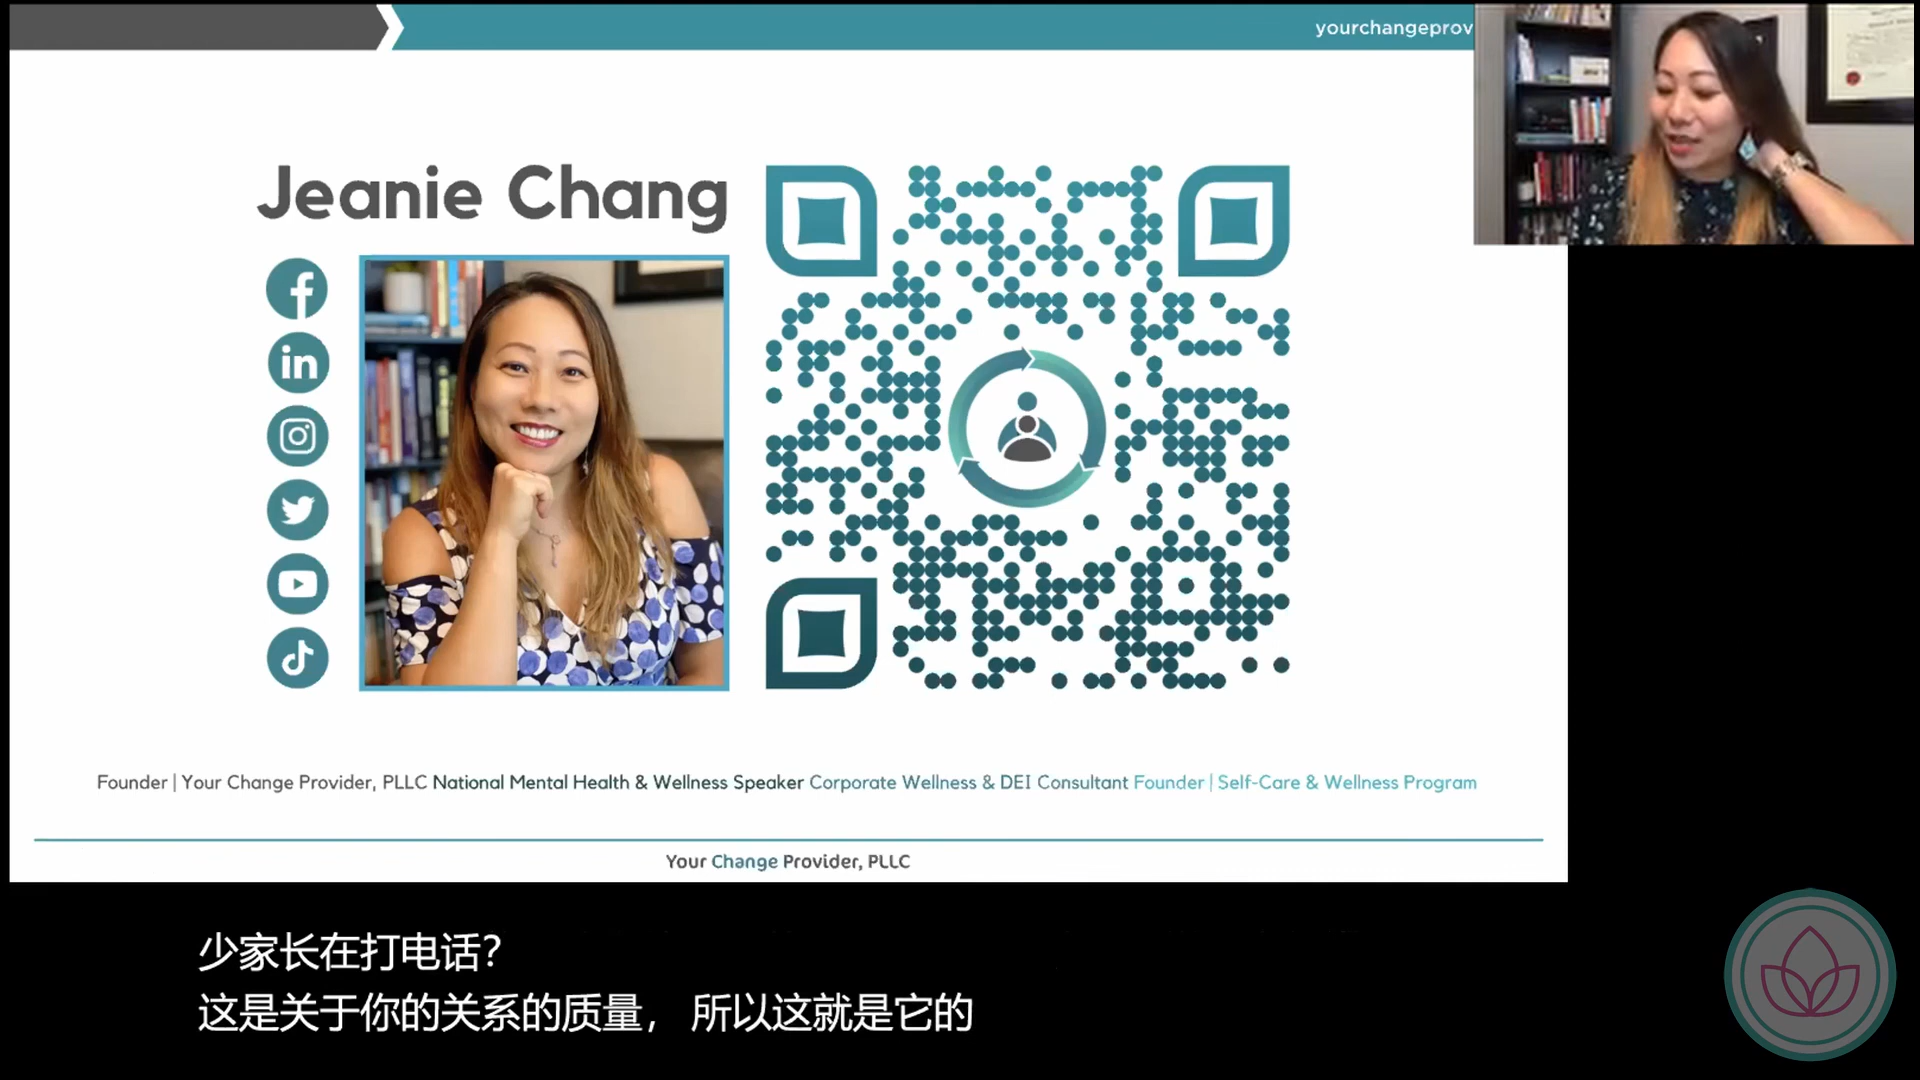 yourchangeprov
Jeanie Chang
Founder | Your Change Provider, PLLC National Mental Health & Wellness Speaker Corporate Wellness & DEI Consultant Founder | Self-Care & Wellness Program
Your Change Provider, PLLC
少家长在打电话?
这是关于你的关系的质量， 所以这就是它的